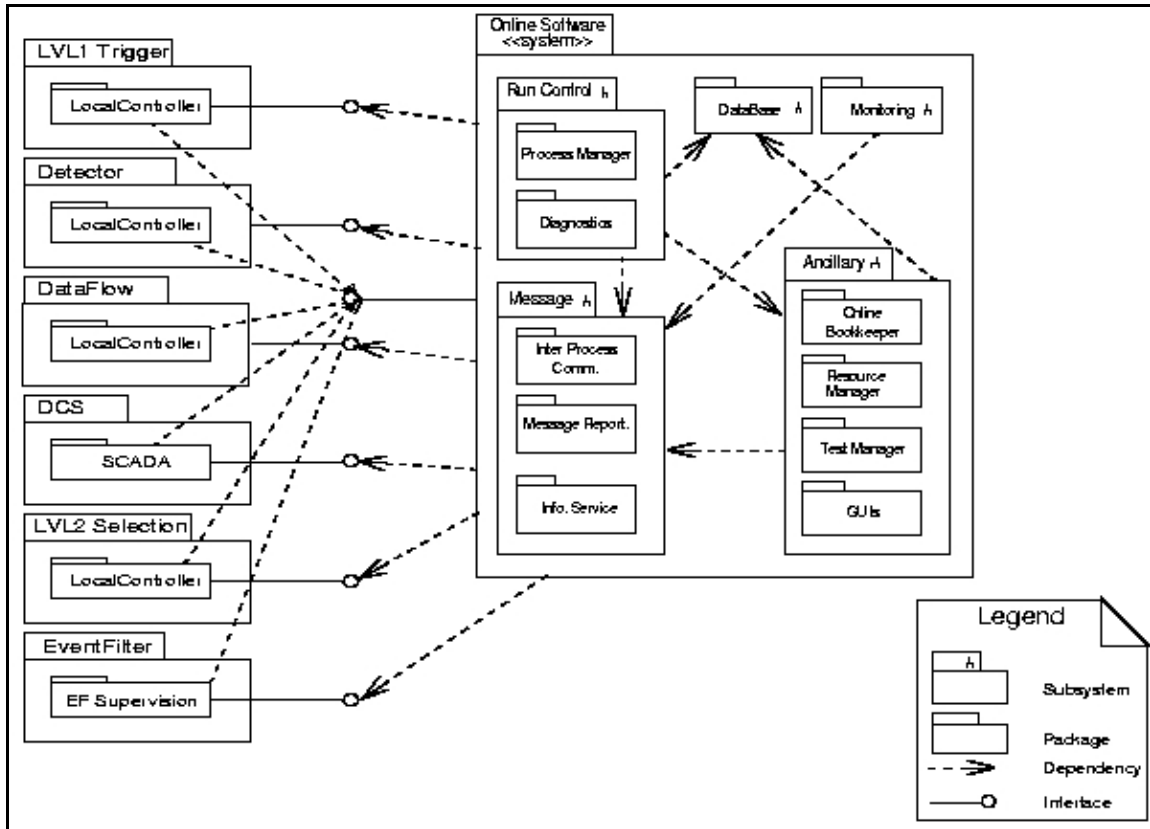 LVL1 Trigger
LocalController
Detector
LocalController
DataFlow
LocalController
DCS
SCADA
LVL2 Selection
LocalController
EventFilter
EF Supervision
Online Software
<<system>>
Run Control
Process Manager
Diagnostics
DataBase
Monitoring
Message
Inter Process
Comm.
Message Report.
Info. Service
Ancillary
Online
Bookkeeper
Resource
Manager
Test Manager
GUIs
Legend
Subsystem
Package
Dependency
Interface